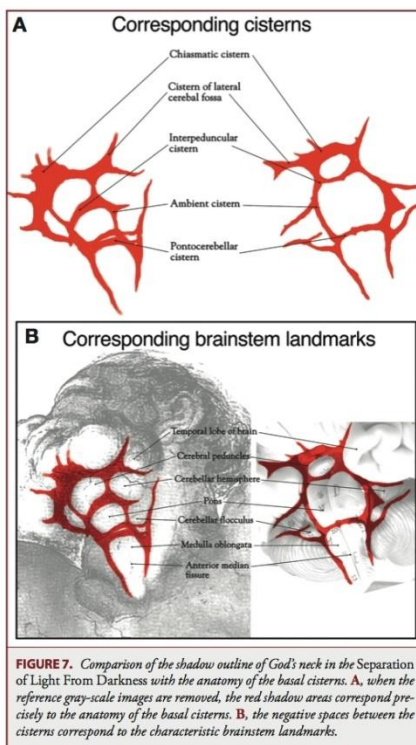 A
Corresponding cisterns
Chiasmatic cistern
Cistern of lateral
cerebral fossa
Interpeduncular
cistern
Ambient cistern
Pontocerebellar
cistern
B
Corresponding brainstem landmarks
Temporal lobe of brain
Cerebral peduncles
Cerebellar hemisphere
Pons
Cerebellar flocculus
Medulla oblongata
Anterior median
tissure
FIGURE 7. Comparison of the shadow outline of God's neck in the Separation
of Light From Darkness with the anatomy of the basal cisterns. A, when the
reference gray-scale images are removed, the red shadow areas correspond pre-
cisely to the anatomy of the basal cisterns. B, the negative spaces between the
cisterns correspond to the characteristic brainstem landmarks.